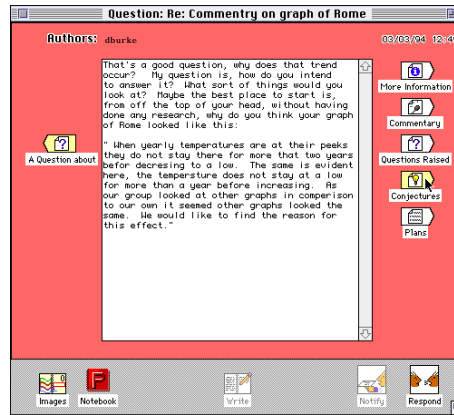 Question: Re: Commentry on graph of Rome
Authors: dburke
03/03/94 12:4
That's a good question, why does that trend
occur? My question is, how do you intend
to answer it? What sort of things would you
look at? Maybe the best place to start is,
from off the top of your head, without having
done any research, why do you think your graph
of Rome looked like this:
" When yearly temperatures are at their peeks
they do not stay there for more that two years
befor decresing to a low. The same is evident
here, the tempersture does not stay at a low
for more than a year before increasing. As
our group looked at other graphs in comperison
to our own it seemed other graphs looked the
same. We would like to find the reason for
this effect."
A Question about
More Information
Commentary
Questions Raised
Conjectures
Plans
Images
Notebook
Write
Notify
Respond